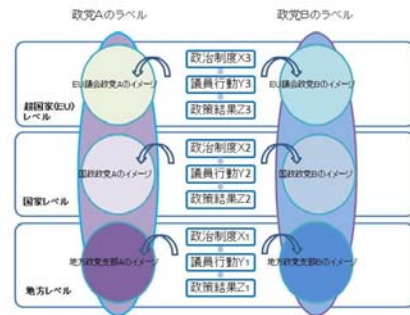 政党Aのラベル
政党Bのラベル
政治制度X3
議員行動Y3
政策結果Z3
EU議会政党Aのイメージ
EU議会政党Bのイメージ
超国家(EU)
レベル
政治制度X2
議員行動Y2
政策結果Z2
国政政党Aのイメージ
国政政党Bのイメージ
国家レベル
政治制度X1
議員行動Y1
政策結果Z1
地方政党支部Aのイメージ
地方政党支部Bのイメージ
地方レベル